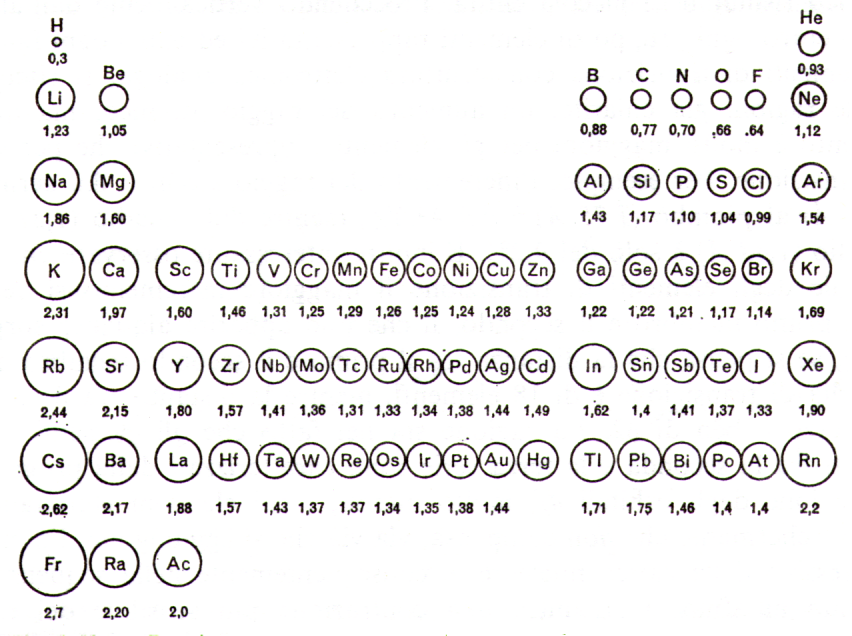 H He
0,3 0,93
Be B C N O F
Li Ne
1,23 1,05 0,88 0,77 0,70 .66 .64 1,12
Na Mg Al Si P S Cl Ar
1,86 1,60 1,43 1,17 1,10 1,04 0,99 1,54
K Ca Sc Ti V Cr Mn Fe Co Ni Cu Zn Ga Ge As Se Br Kr
2,31 1,97 1,60 1,46 1,31 1,25 1,29 1,26 1,25 1,24 1,28 1,33 1,22 1,22 1,21 1,17 1,14 1,69
Rb Sr Y Zr Nb Mo Tc Ru Rh Pd Ag Cd In Sn Sb Te I Xe
2,44 2,15 1,80 1,57 1,41 1,36 1,31 1,33 1,34 1,38 1,44 1,49 1,62 1,4 1,41 1,37 1,33 1,90
Cs Ba La Hf Ta W Re Os Ir Pt Au Hg Tl Pb Bi Po At Rn
2,62 2,17 1,88 1,57 1,43 1,37 1,37 1,34 1,35 1,38 1,44 1,71 1,75 1,46 1,4 1,4 2,2
Fr Ra Ac
2,7 2,20 2,0